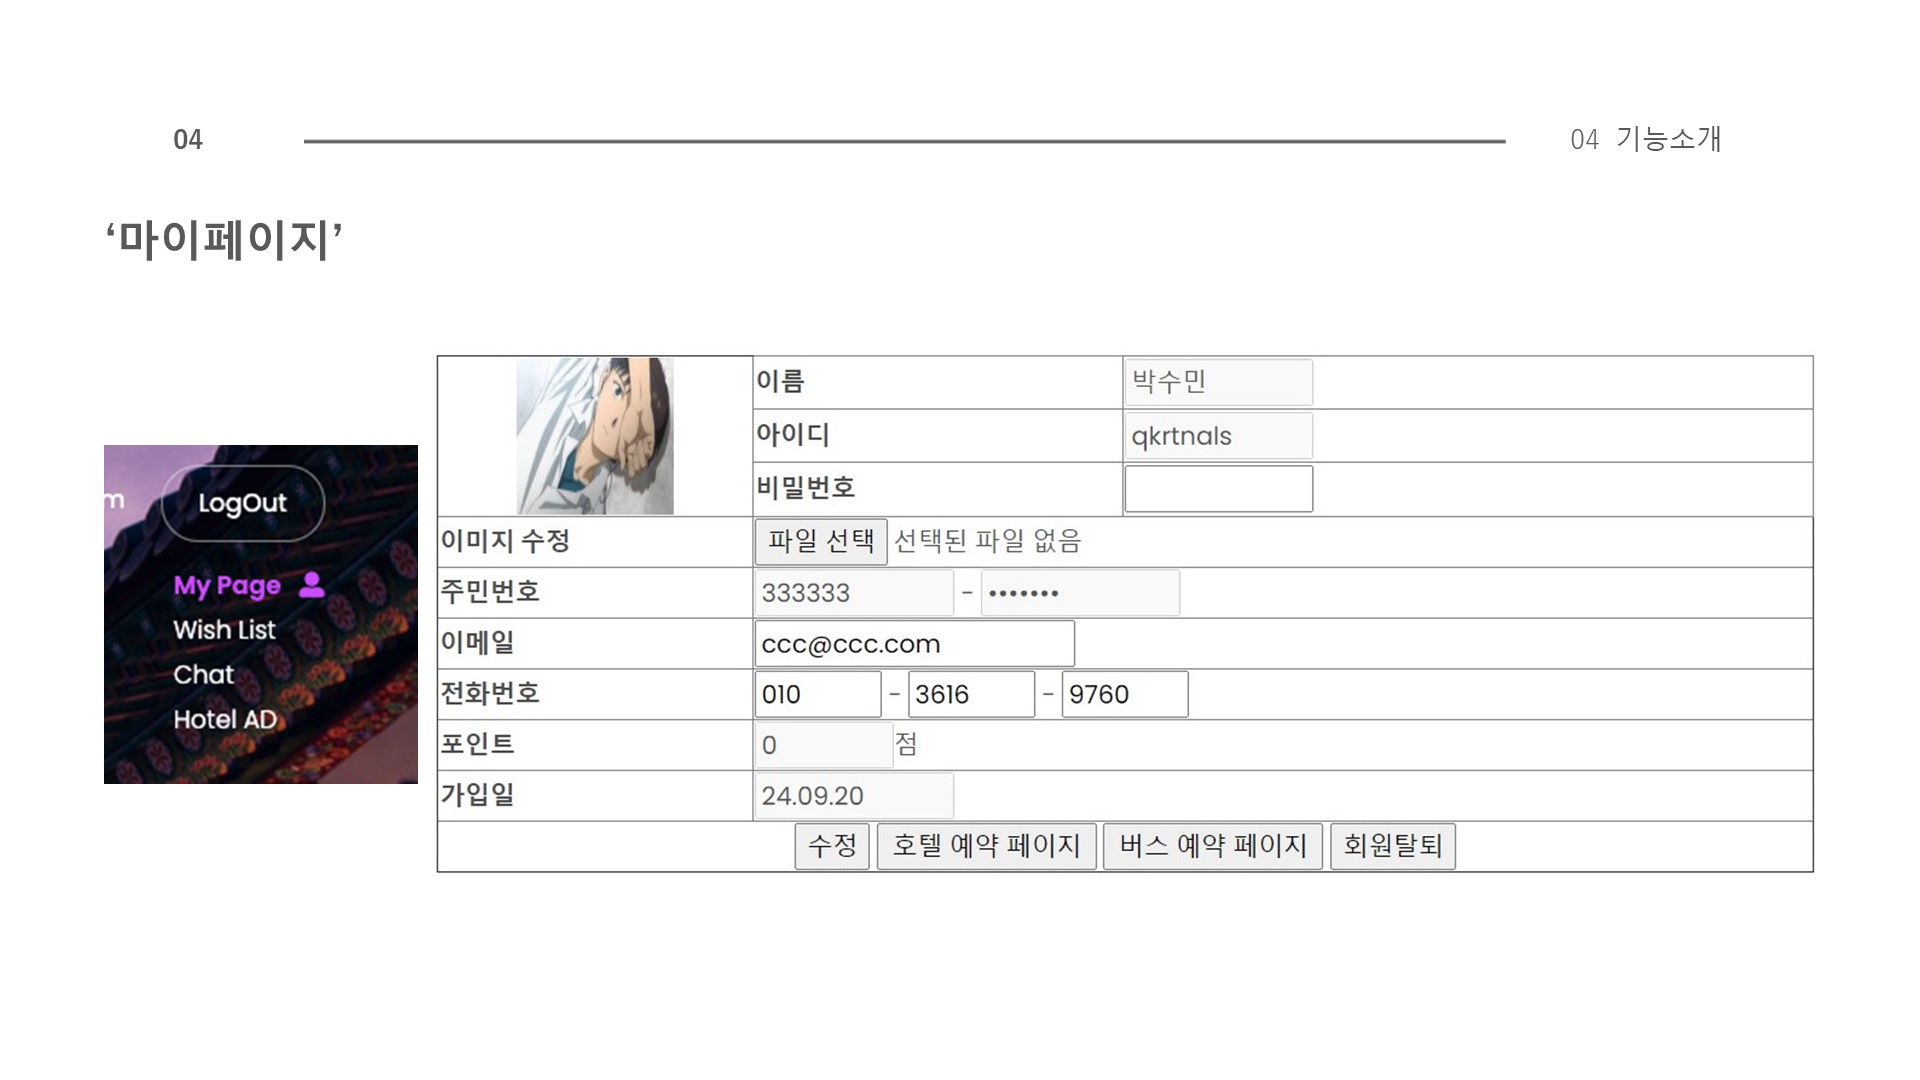 04
04 기능소개
‘마이페이지’
m LogOut
My Page
Wish List
Chat
Hotel AD
이름 박수민
아이디 qkrtnals
비밀번호
이미지 수정 파일 선택 선택된 파일 없음
주민번호 333333 - •••••••
이메일 ccc@ccc.com
전화번호 010 - 3616 - 9760
포인트 0 점
가입일 24.09.20
수정 호텔 예약 페이지 버스 예약 페이지 회원탈퇴